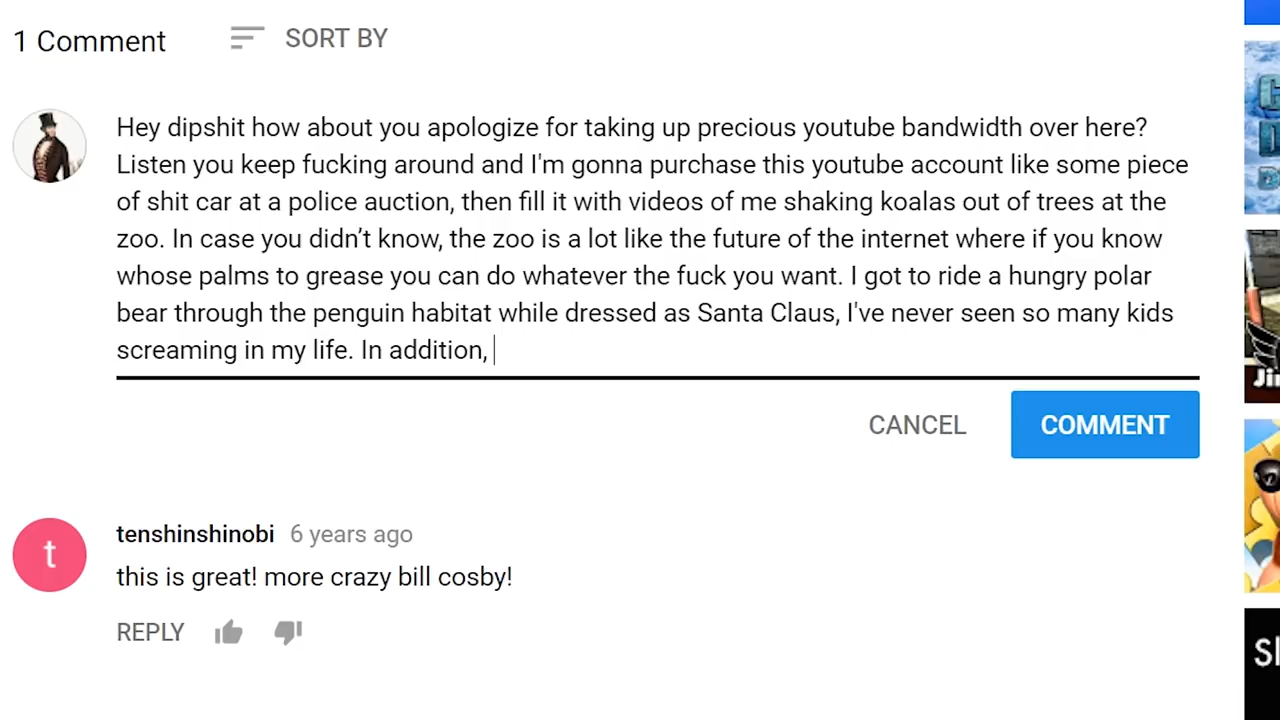 1 Comment
SORT BY
Hey dipshit how about you apologize for taking up precious youtube bandwidth over here?
Listen you keep fucking around and I'm gonna purchase this youtube account like some piece
of shit car at a police auction, then fill it with videos of me shaking koalas out of trees at the
zoo. In case you didn’t know, the zoo is a lot like the future of the internet where if you know
whose palms to grease you can do whatever the fuck you want. I got to ride a hungry polar
bear through the penguin habitat while dressed as Santa Claus, I've never seen so many kids
screaming in my life. In addition,
CANCEL
COMMENT
t
tenshinshinobi 6 years ago
this is great! more crazy bill cosby!
REPLY